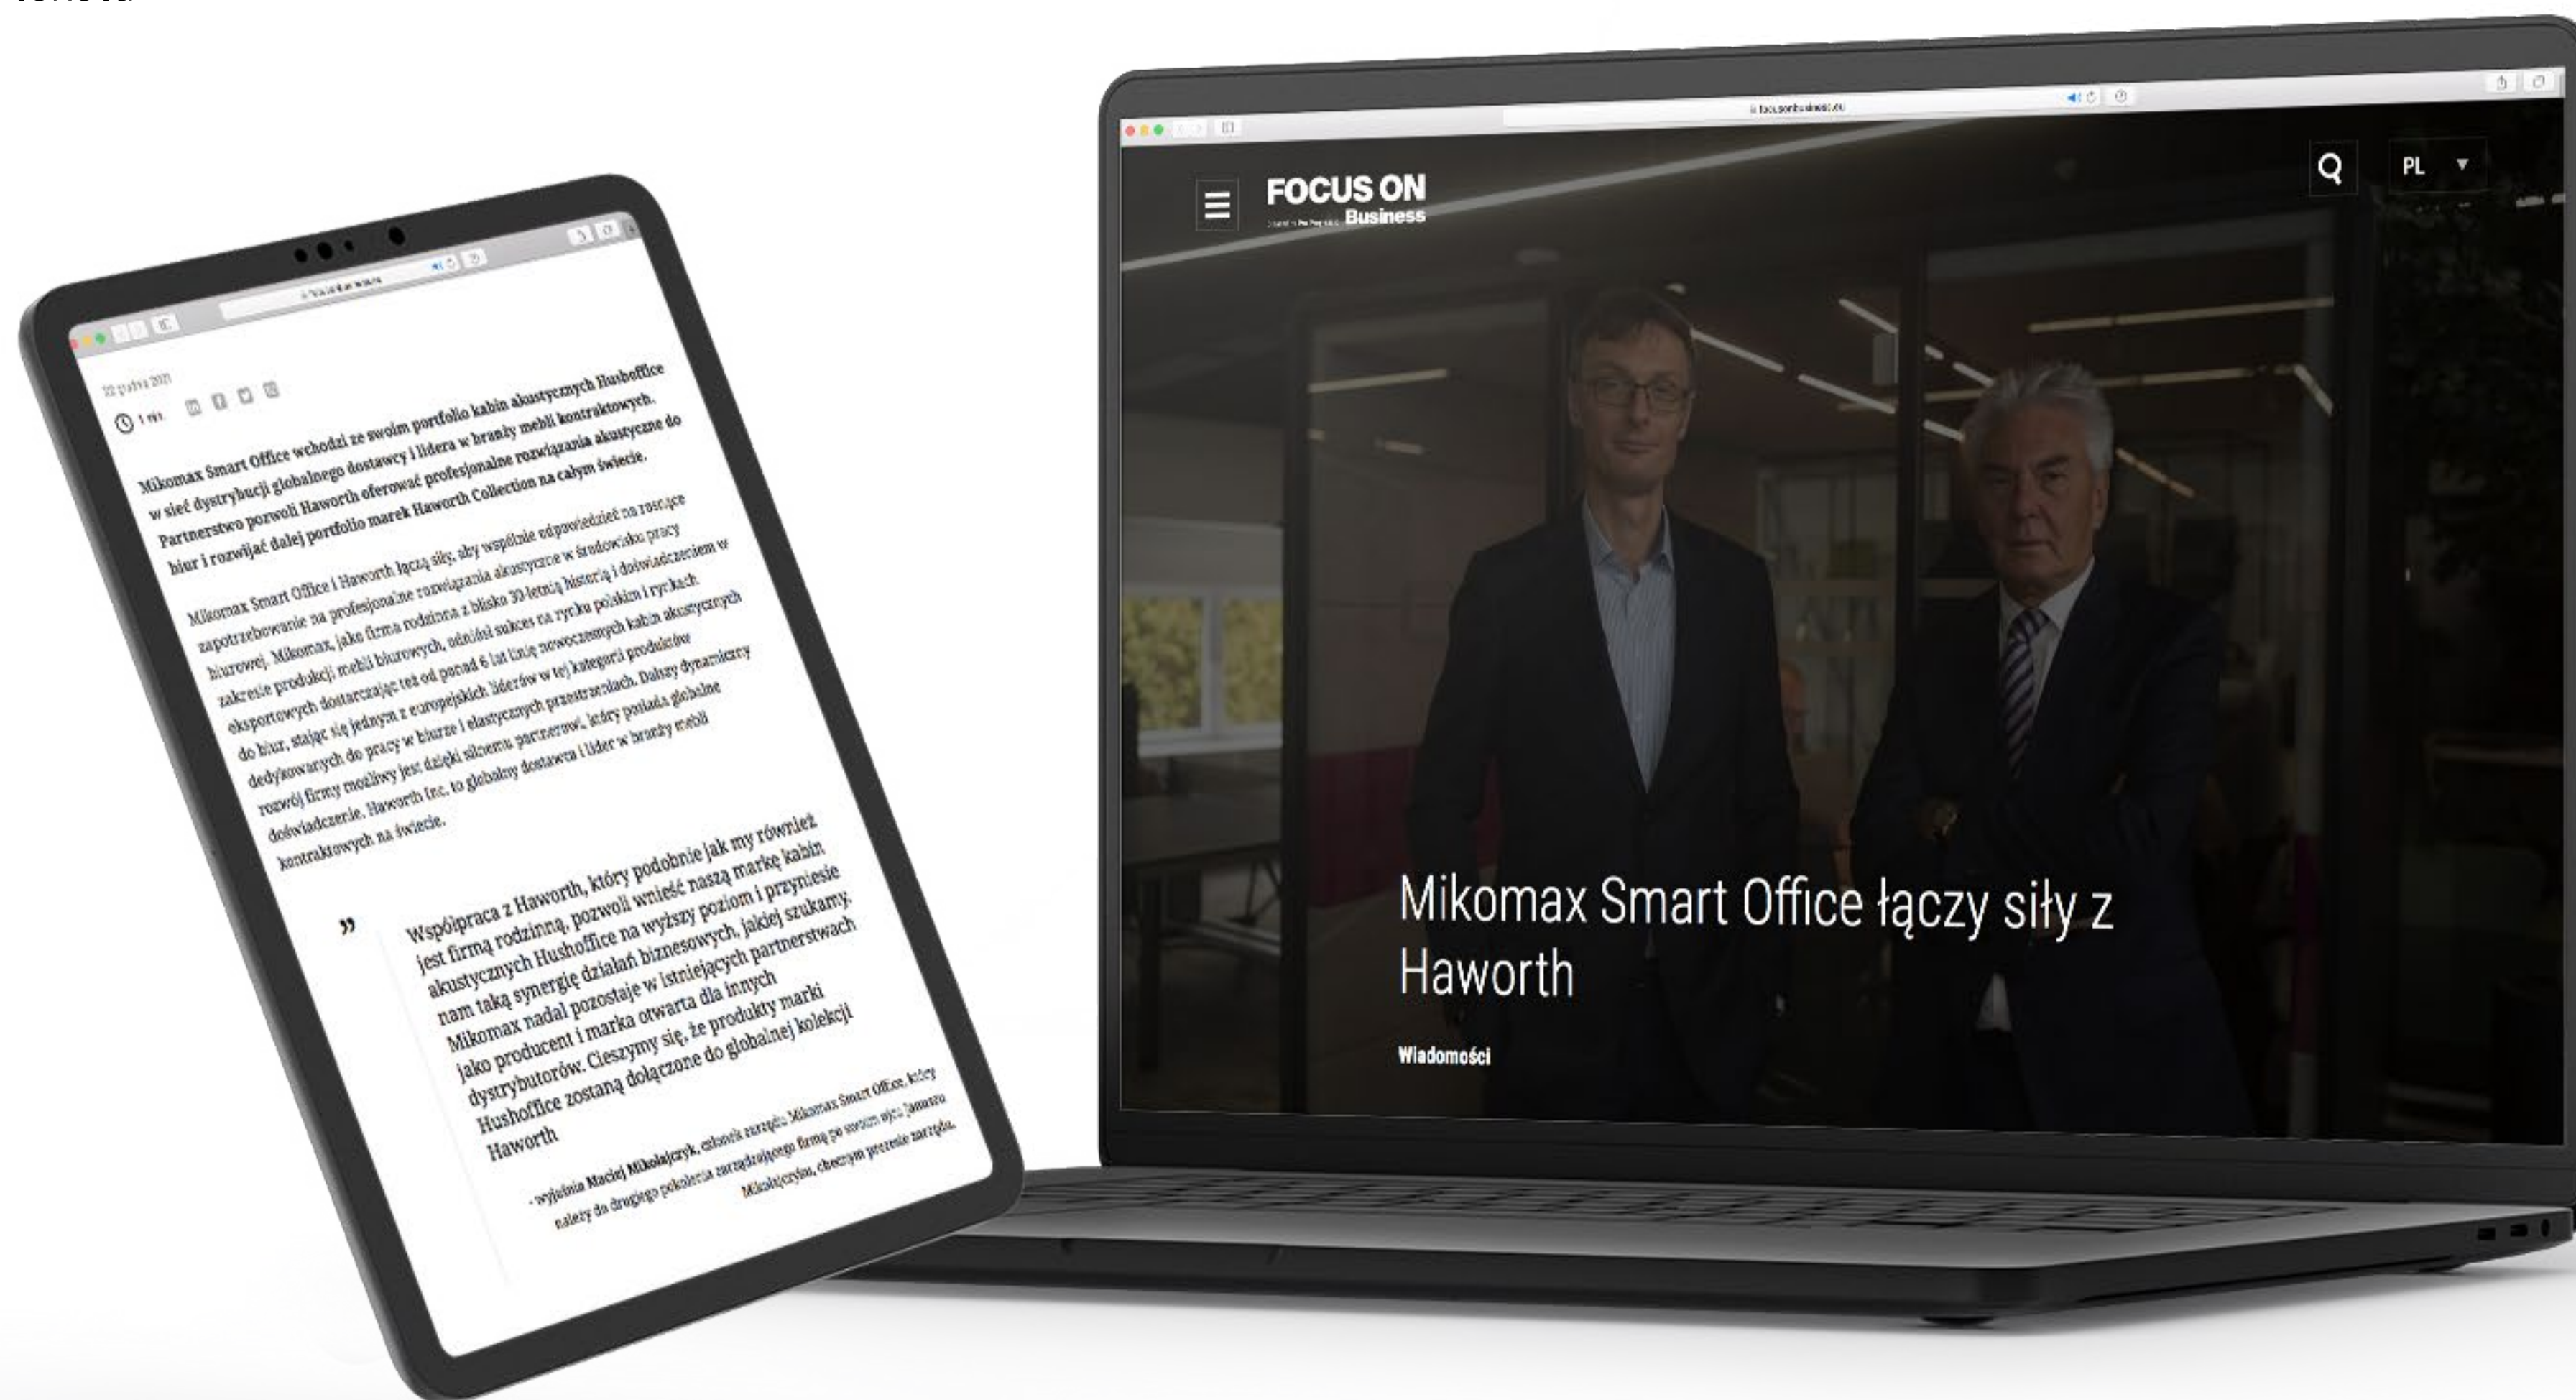 22 grudnia 2021
1 min.
Mikomax Smart Office wchodzi ze swoim portfolio kabin akustycznych Hushoffice
w sieć dystrybucji globalnego dostawcy i lidera w branży mebli kontraktowych.
Partnerstwo pozwoli Haworth oferować profesjonalne rozwiązania akustyczne do
biur i rozwijać dalej portfolio marek Haworth Collection na całym świecie.
Mikomax Smart Office i Haworth łączą siły, aby wspólnie odpowiedzieć na rosnące
zapotrzebowanie na profesjonalne rozwiązania akustyczne w środowisku pracy
biurowej. Mikomax, jako firma rodzinna z blisko 30-letnią historią i doświadczeniem w
zakresie produkcji mebli biurowych, odniósł sukces na rynku polskim i rynkach
eksportowych dostarczając też od ponad 6 lat linię nowoczesnych kabin akustycznych
do biur, stając się jednym z europejskich liderów w tej kategorii produktów
dedykowanych do pracy w biurze i elastycznych przestrzeniach. Dalszy dynamiczny
rozwój firmy możliwy jest dzięki silnemu partnerowi, który posiada globalne
doświadczenie. Haworth Inc. to globalny dostawca i lider w branży mebli
kontraktowych na świecie.
”
Współpraca z Haworth, który podobnie jak my również
jest firmą rodzinną, pozwoli wnieść naszą markę kabin
akustycznych Hushoffice na wyższy poziom i przyniesie
nam taką synergię działań biznesowych, jakiej szukamy.
Mikomax nadal pozostaje w istniejących partnerstwach
jako producent i marka otwarta dla innych
dystrybutorów. Cieszymy się, że produkty marki
Hushoffice zostaną dołączone do globalnej kolekcji
Haworth
- wyjaśnia Maciej Mikołajczyk, członek zarządu Mikomax Smart Office, który
należy do drugiego pokolenia zarządzającego firmą po swoim ojcu Januszu
Mikołajczyku, obecnym prezesie zarządu.
focusonbusiness.eu
FOCUS ON
Business
PL
Mikomax Smart Office łączy siły z
Haworth
Wiadomości